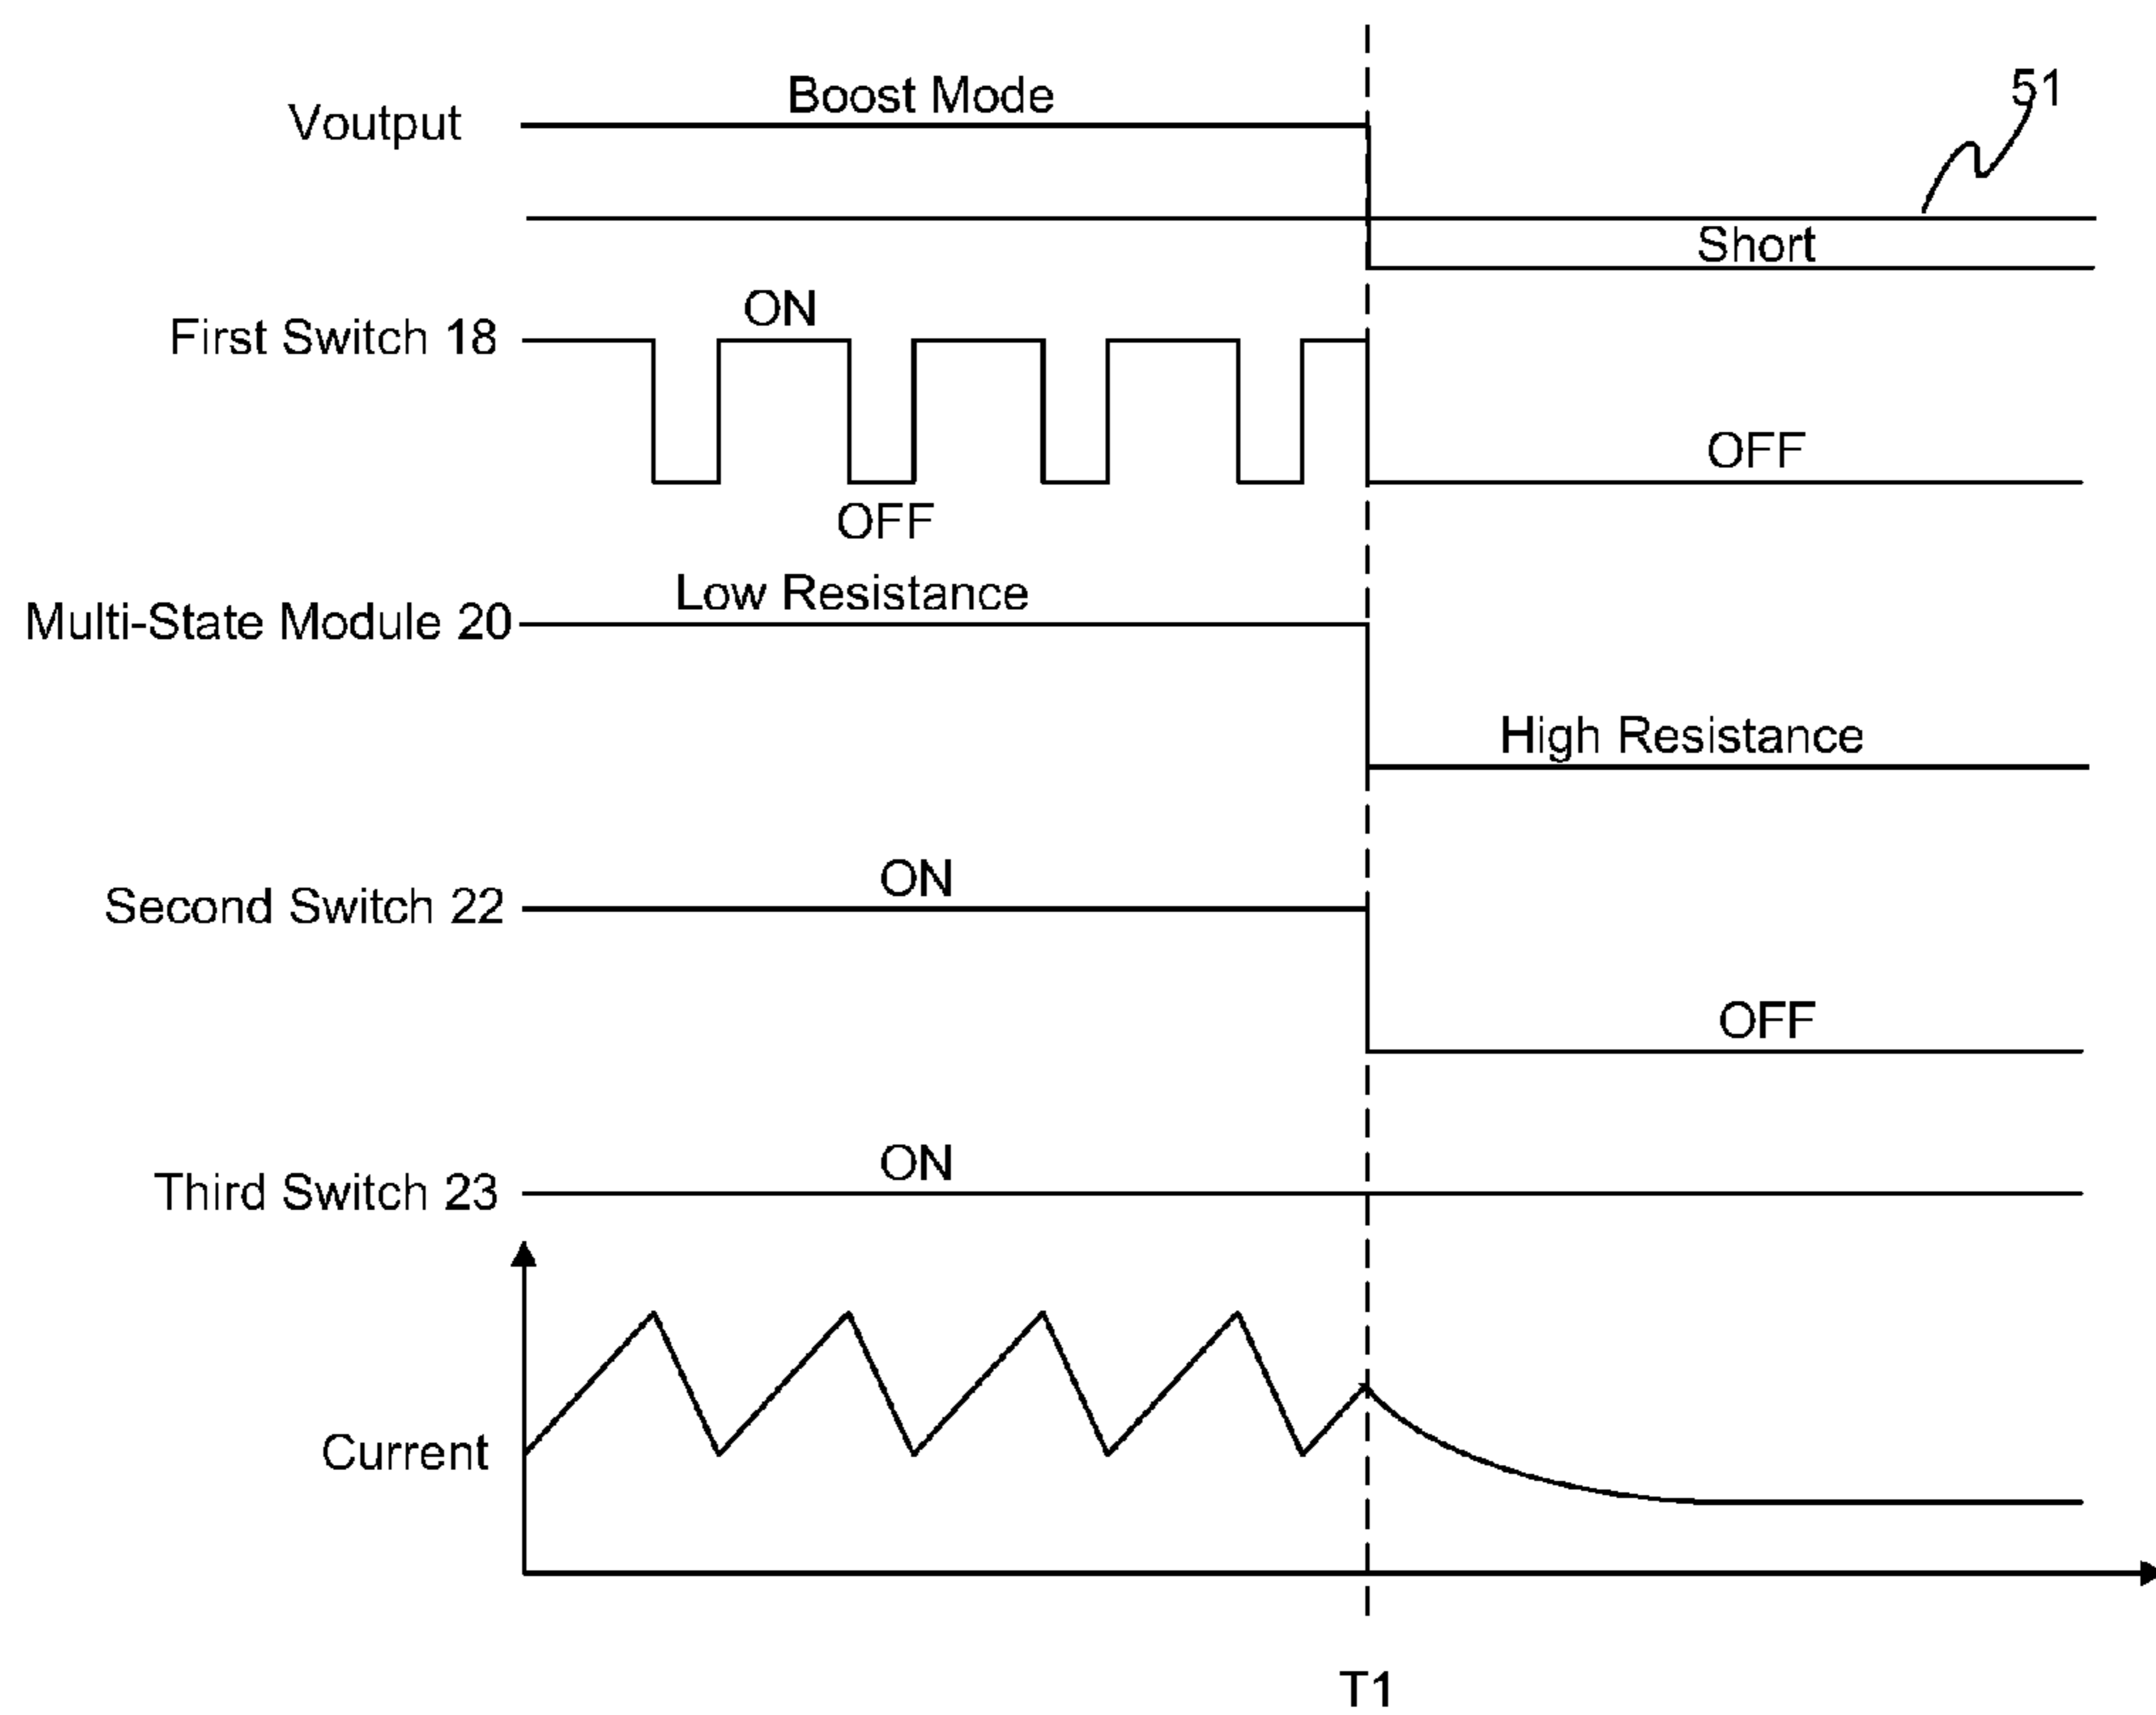 Boost Mode
51
Voutput
Short
ON
First Switch 18
OFF
OFF
Low Resistance
Multi-State Module 20
High Resistance
ON
Second Switch 22
OFF
ON
Third Switch 23
Current
T1